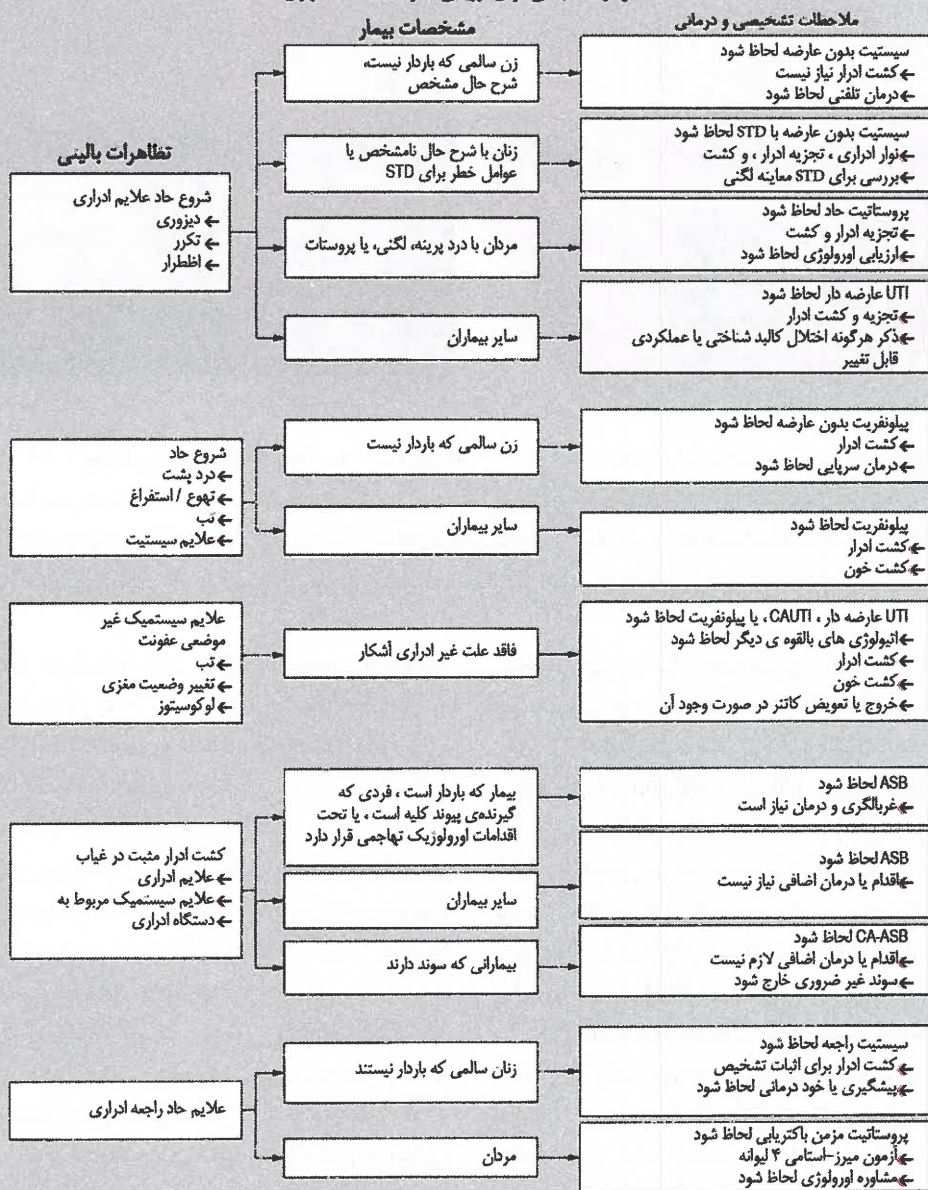 مشخصات بیمار
ملاحظات تشخیصی و درمانی
تظاهرات بالینی
شروع حاد علایم ادراری
← دیزوری
← تکرر
← اظطرار
زن سالمی که باردار نیست،
شرح حال مشخص
سیستیت بدون عارضه لحاظ شود
←کشت ادرار نیاز نیست
←درمان تلفنی لحاظ شود
زنان با شرح حال نامشخص یا
عوامل خطر برای STD
سیستیت بدون عارضه با STD لحاظ شود
←نوار ادراری ، تجزیه ادرار ، و کشت
←بررسی برای STD معاینه لگنی
مردان با درد پرینه، لگنی، یا پروستات
پروستاتیت حاد لحاظ شود
←تجزیه ادرار و کشت
←ارزیابی اورولوژی لحاظ شود
سایر بیماران
UTI عارضه دار لحاظ شود
←تجزیه و کشت ادرار
←ذکر هرگونه اختلال کالبد شناختی یا عملکردی
قابل تغییر
شروع حاد
←درد پشت
←تهوع / استفراغ
←تب
←علایم سیستیت
زن سالمی که باردار نیست
پیلونفریت بدون عارضه لحاظ شود
←کشت ادرار
←درمان سرپایی لحاظ شود
سایر بیماران
پیلونفریت لحاظ شود
←کشت ادرار
←کشت خون
علایم سیستمیک غیر
موضعی عفونت
←تب
←تغییر وضعیت مغزی
←لوکوسیتوز
فاقد علت غیر ادراری آشکار
UTI عارضه دار ، CAUTI، یا پیلونفریت لحاظ شود
←اتیولوژی های بالقوه ی دیگر لحاظ شود
←کشت ادرار
←کشت خون
←خروج یا تعویض کاتتر در صورت وجود آن
کشت ادرار مثبت در غیاب
←علایم ادراری
←علایم سیستمیک مربوط به
←دستگاه ادراری
بیمار که باردار است ، فردی که
گیرنده‌ی پیوند کلیه است ، یا تحت
اقدامات اورولوژیک تهاجمی قرار دارد
ASB لحاظ شود
←غربالگری و درمان نیاز است
سایر بیماران
ASB لحاظ شود
←اقدام یا درمان اضافی نیاز نیست
بیمارانی که سوند دارند
CA-ASB لحاظ شود
←اقدام یا درمان اضافی لازم نیست
←سوند غیر ضروری خارج شود
علایم حاد راجعه ادراری
زنان سالمی که باردار نیستند
سیستیت راجعه لحاظ شود
←کشت ادرار برای اثبات تشخیص
←پیشگیری یا خود درمانی لحاظ شود
مردان
پروستاتیت مزمن باکتریایی لحاظ شود
←آزمون میرز-استامی ۴ لیوانه
←مشاوره اورولوژی لحاظ شود